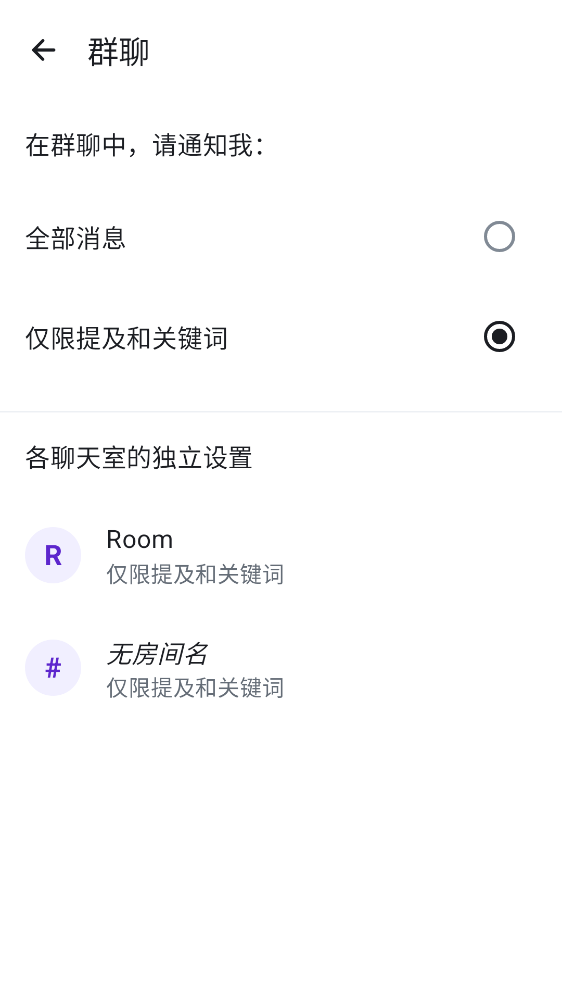 群聊
在群聊中，请通知我：
全部消息
仅限提及和关键词
各聊天室的独立设置
R
Room
仅限提及和关键词
#
无房间名
仅限提及和关键词